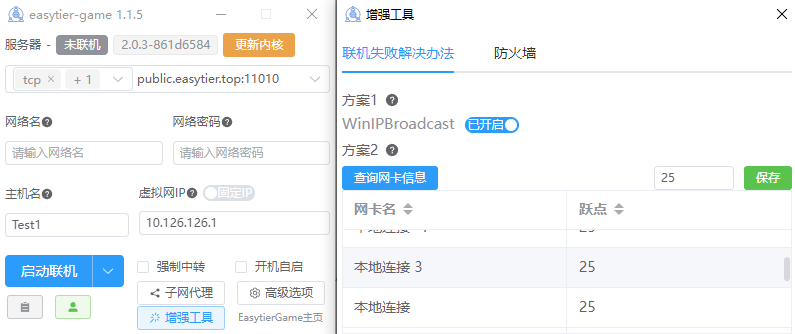 easytier-game 1.1.5
服务器 - 未联机 2.0.3-861d6584 更新内核
tcp × + 1 public.easytier.top:11010
网络名 网络密码
请输入网络名 请输入网络密码
主机名 虚拟网IP 固定IP
Test1 10.126.126.1
启动联机 强制中转 开机自启
子网代理 高级选项
增强工具 EasytierGame主页
增强工具
联机失败解决办法 防火墙
方案1
WinIPBroadcast 已开启
方案2
查询网卡信息 25 保存
网卡名 跃点
本地连接 3 25
本地连接 25